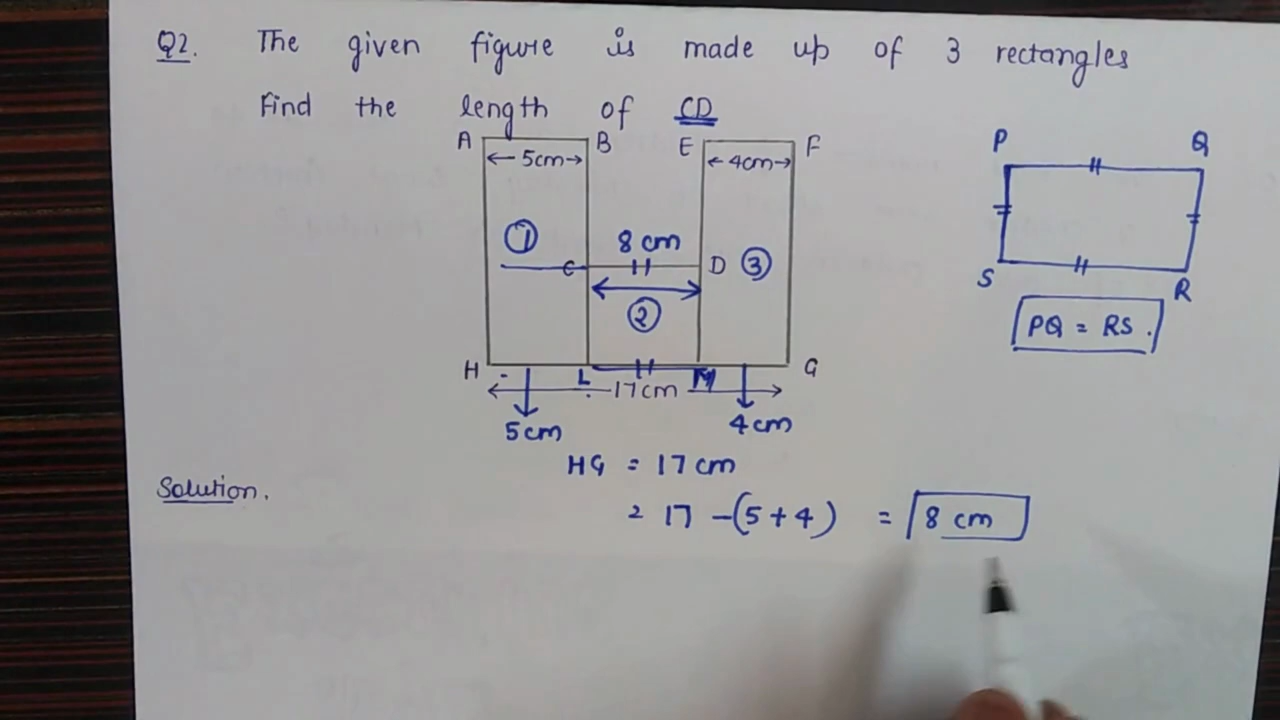 Q2. The given figure is made up of 3 rectangles
Find the length of CD
A B E F
← 5cm → ← 4cm →
P Q
① 8 cm
C D ③
②
S R
PQ = RS.
H L M G
17cm
5cm 4cm
HG = 17 cm
Solution.
= 17 - (5 + 4) = 8 cm